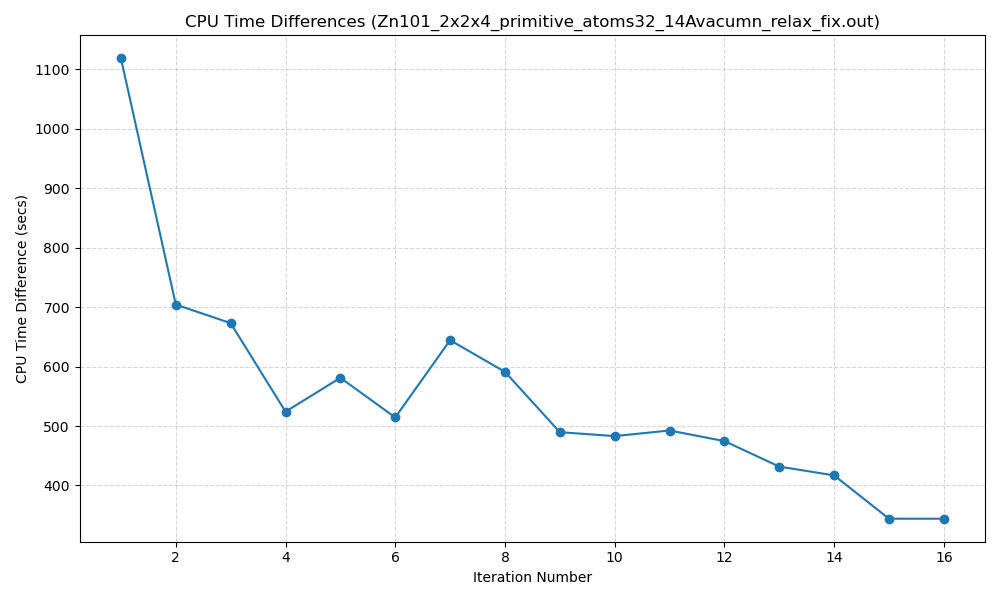 CPU Time Differences (Zn101_2x2x4_primitive_atoms32_14Avacumn_relax_fix.out)
CPU Time Difference (secs)
1100
1000
900
800
700
600
500
400
2 4 6 8 10 12 14 16
Iteration Number